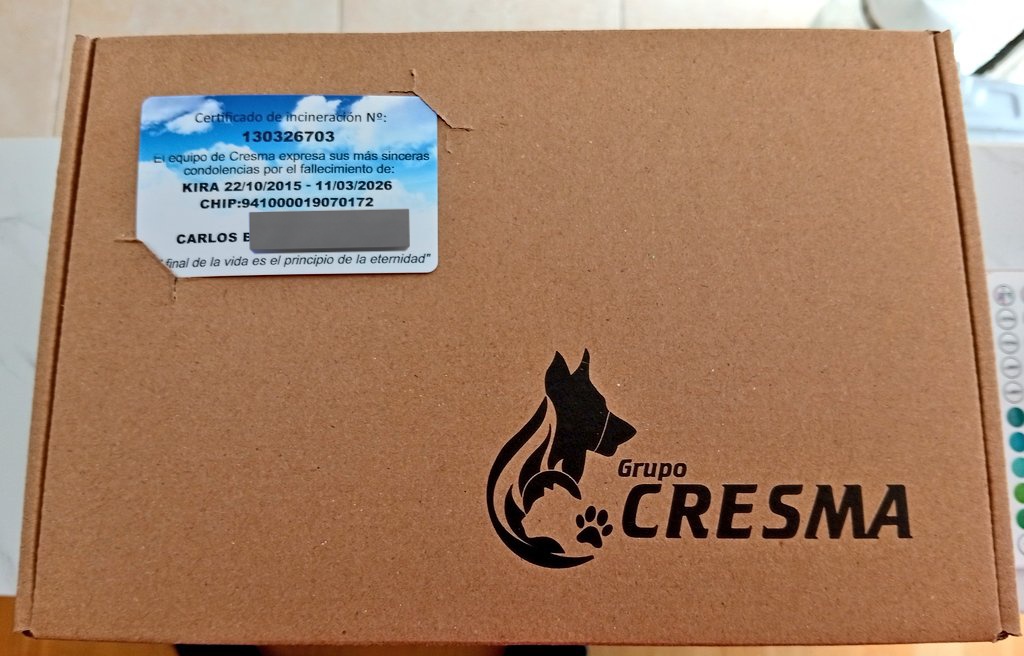 Certificado de incineración Nº:
130326703
El equipo de Cresma expresa sus más sinceras
condolencias por el fallecimiento de:
KIRA 22/10/2015 - 11/03/2026
CHIP:941000019070172
CARLOS
final de la vida es el principio de la eternidad"
Grupo
CRESMA